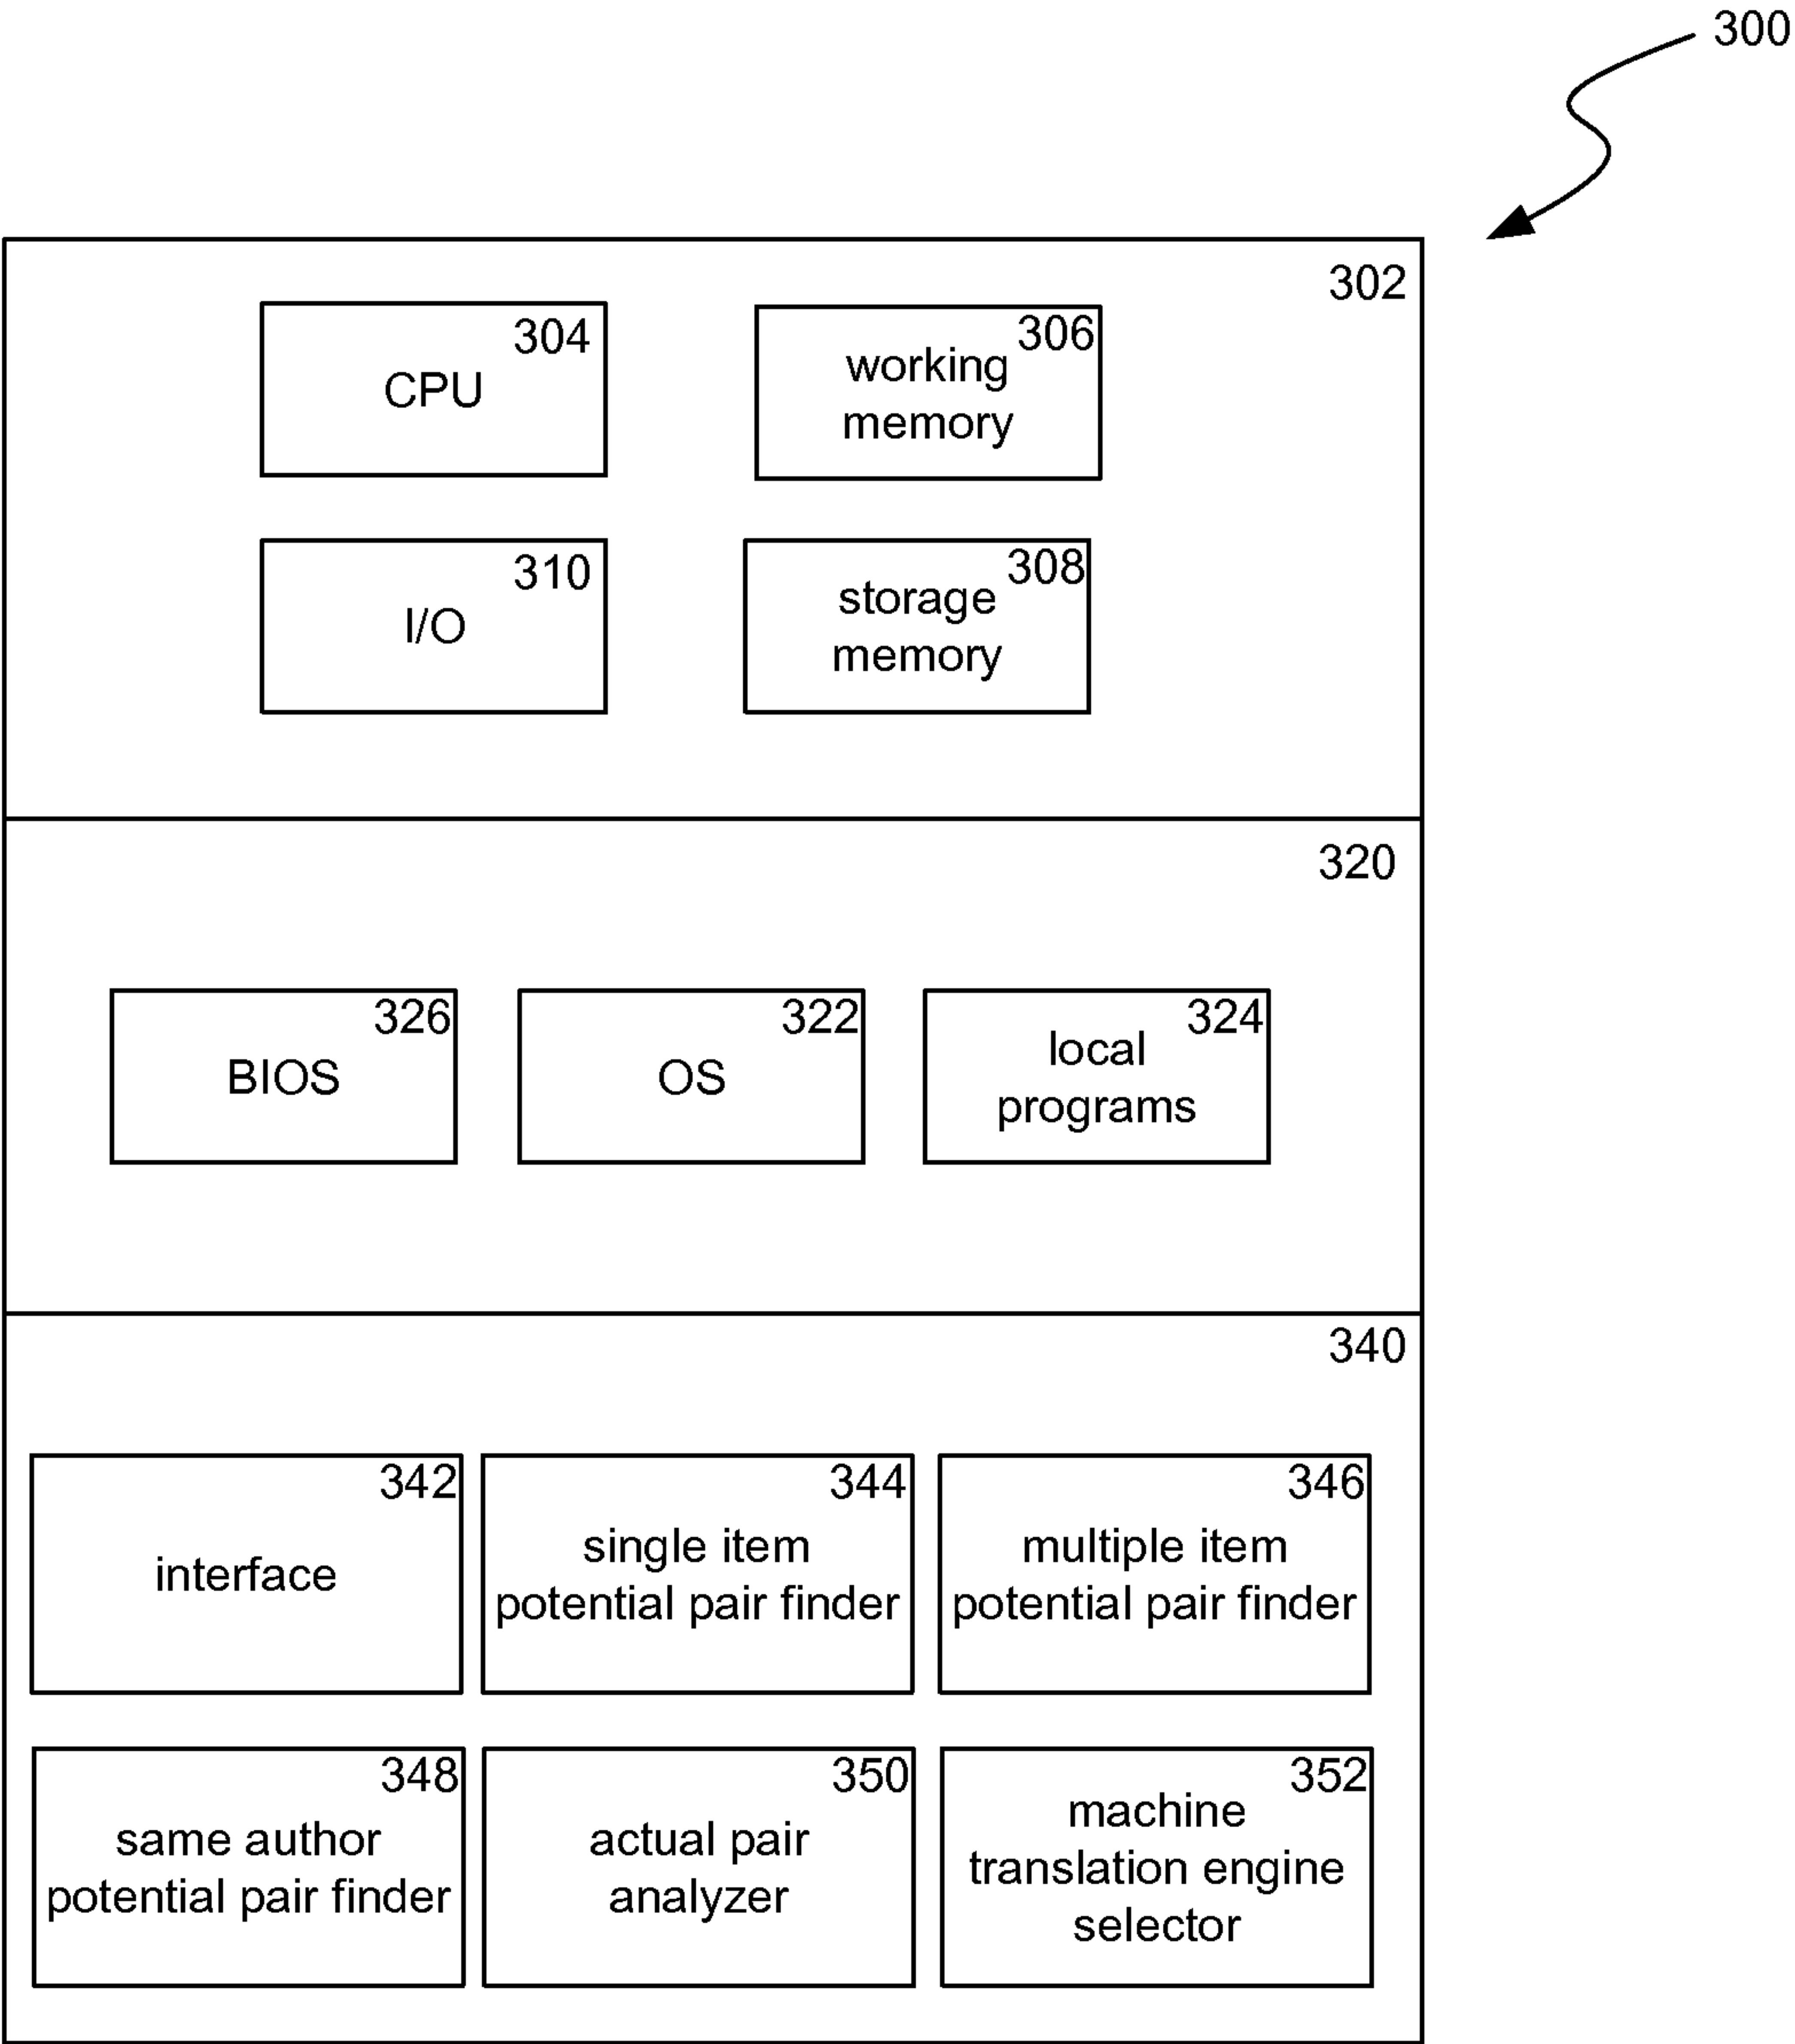 300
302
304
CPU
306
working
memory
310
I/O
308
storage
memory
320
326
BIOS
322
OS
324
local
programs
340
342
interface
344
single item
potential pair finder
346
multiple item
potential pair finder
348
same author
potential pair finder
350
actual pair
analyzer
352
machine
translation engine
selector